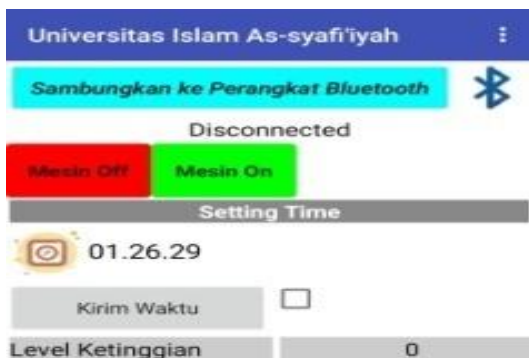 Universitas Islam As-syafi'iyah
Sambungkan ke Perangkat Bluetooth
Disconnected
Mesin Off Mesin On
Setting Time
01.26.29
Kirim Waktu
Level Ketinggian 0